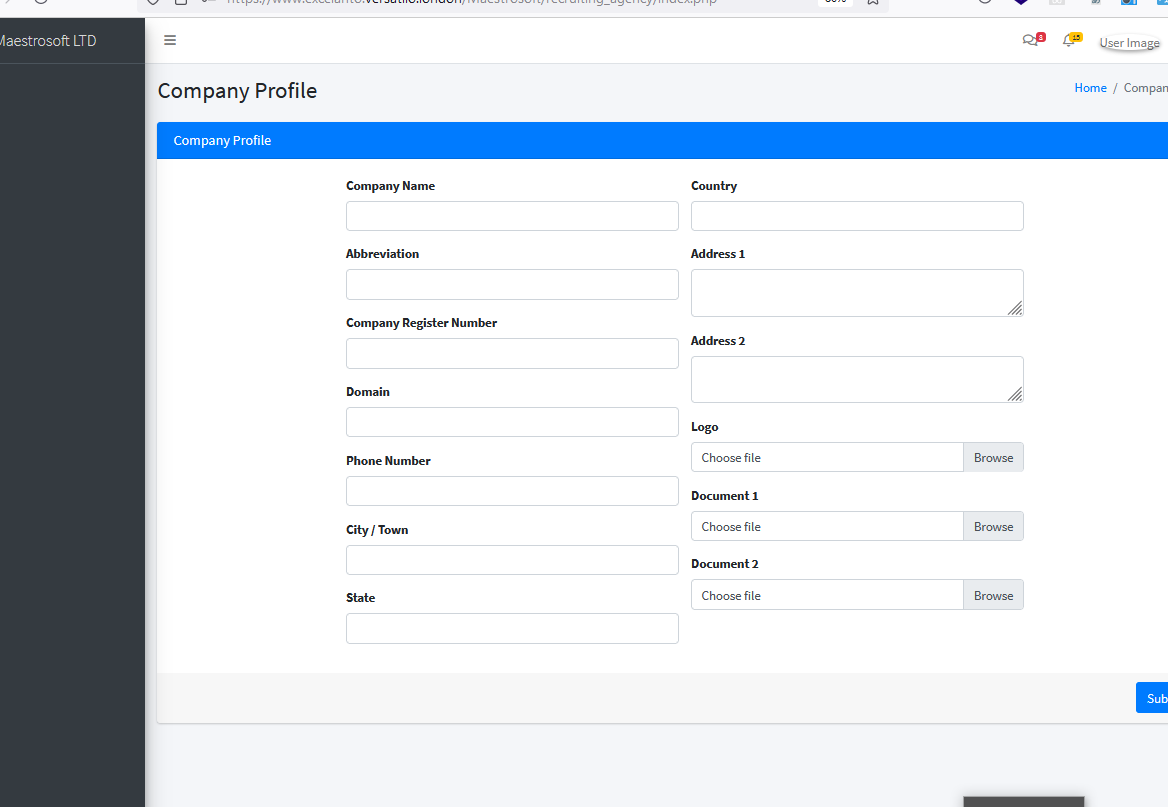 https://www.excelanto.versatilo.london/Maestrosoft/recruiting_agency/index.php
Maestrosoft LTD
3
15
User Image
Company Profile
Home / Compan
Company Profile
Company Name
Country
Abbreviation
Address 1
Company Register Number
Address 2
Domain
Logo
Choose file
Browse
Phone Number
Document 1
Choose file
Browse
City / Town
Document 2
Choose file
Browse
State
Sub